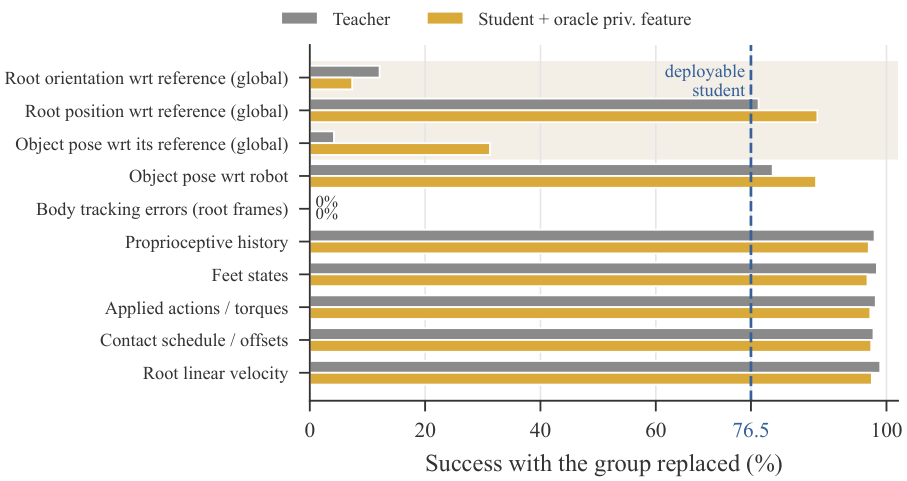 Teacher
Student + oracle priv. feature
deployable
student
Root orientation wrt reference (global)
Root position wrt reference (global)
Object pose wrt its reference (global)
Object pose wrt robot
Body tracking errors (root frames)
0%
0%
Proprioceptive history
Feet states
Applied actions / torques
Contact schedule / offsets
Root linear velocity
0 20 40 60 76.5 100
Success with the group replaced (%)